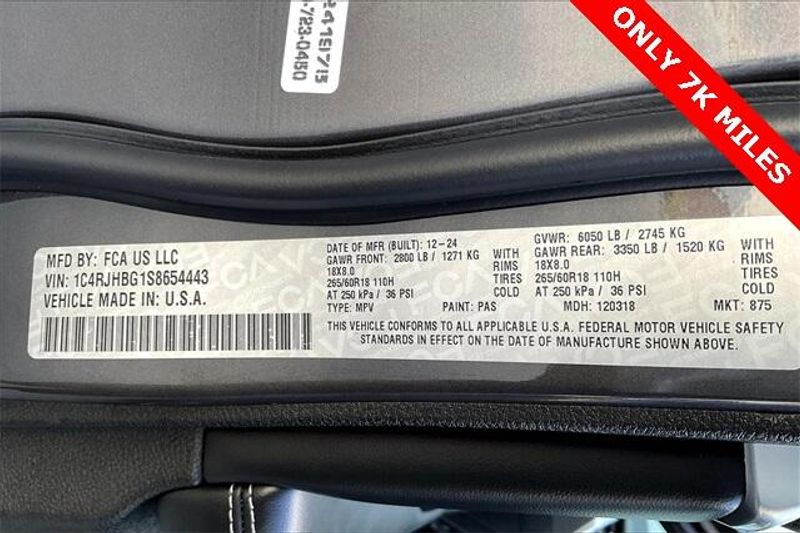 24151713
-723-0450
ONLY 7K MILES
MFD BY: FCA US LLC
VIN: 1C4RJHBG1S8654443
VEHICLE MADE IN U.S.A.
DATE OF MFR (BUILT): 12-24
GAWR FRONT: 2800 LB / 1271 KG
18X8.0
265/60R18 110H
AT 250 kPa / 36 PSI
TYPE: MPV
WITH
RIMS
TIRES
PAINT: PAS
GVWR: 6050 LB / 2745 KG
GAWR REAR: 3350 LB / 1520 KG
18X8.0
265/60R18 110H
AT 250 kPa / 36 PSI
MDH: 120318
WITH
RIMS
TIRES
MKT: 875
THIS VEHICLE CONFORMS TO ALL APPLICABLE U.S.A. FEDERAL MOTOR VEHICLE SAFETY
STANDARDS IN EFFECT ON THE DATE OF MANUFACTURE SHOWN ABOVE.